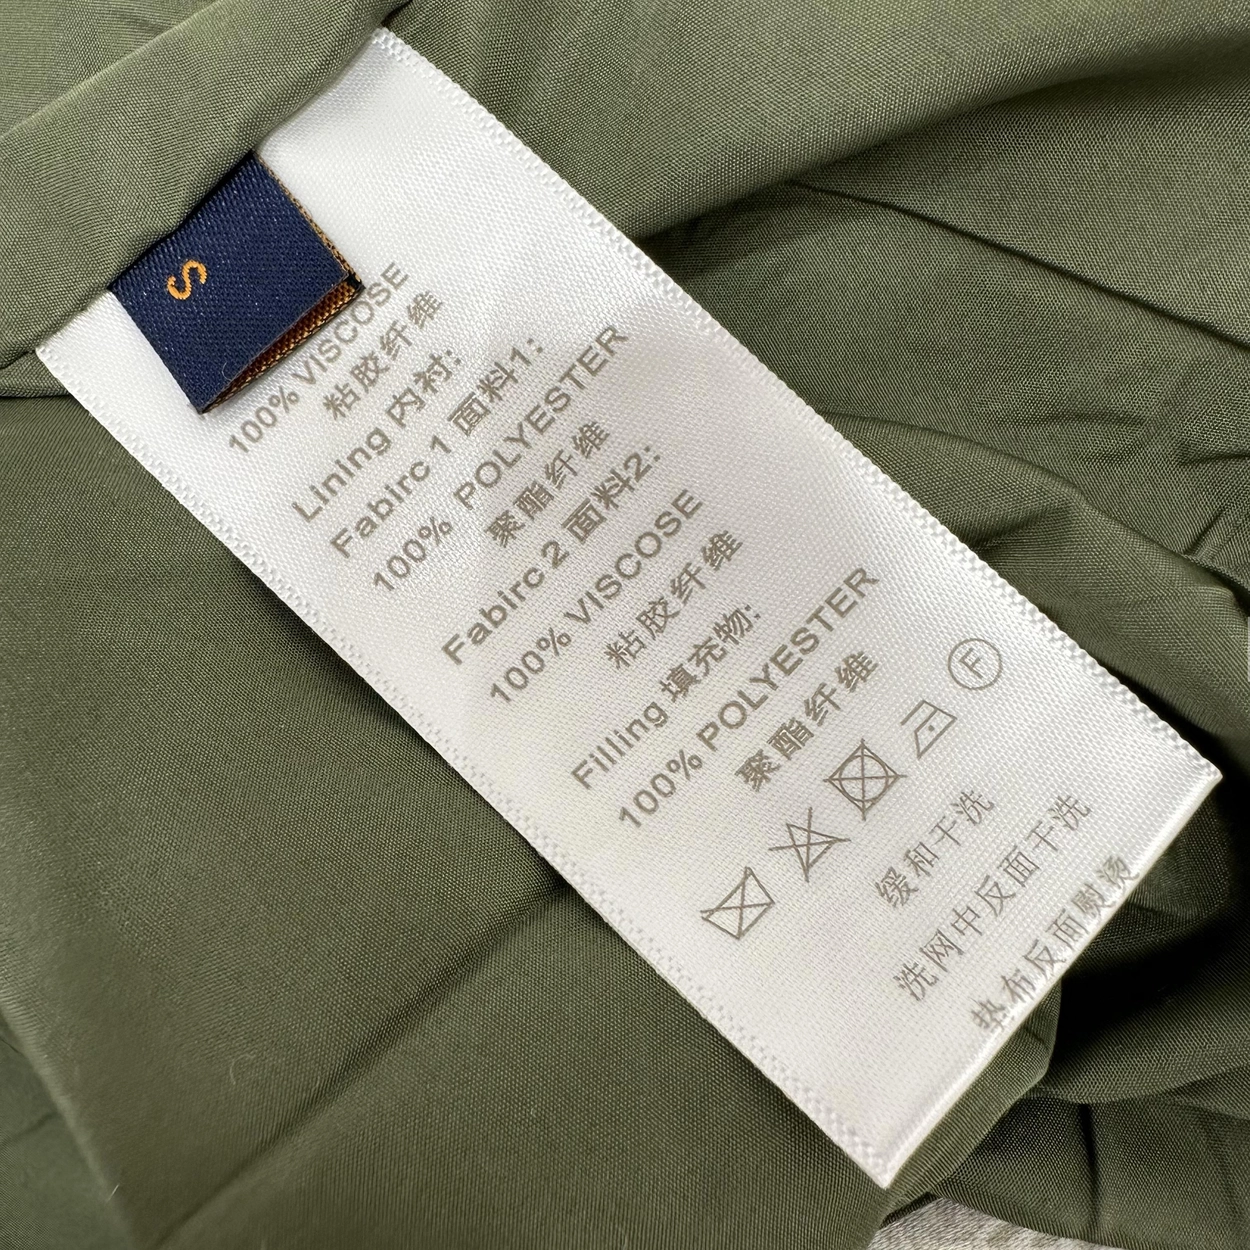 S
100% VISCOSE
粘胶纤维
Lining 内衬:
Fabirc 1 面料1:
100% POLYESTER
聚酯纤维
Fabirc 2 面料2:
100% VISCOSE
粘胶纤维
Filling 填充物:
100% POLYESTER
聚酯纤维
F
缓和干洗
洗网中反面干洗
垫布反面熨烫